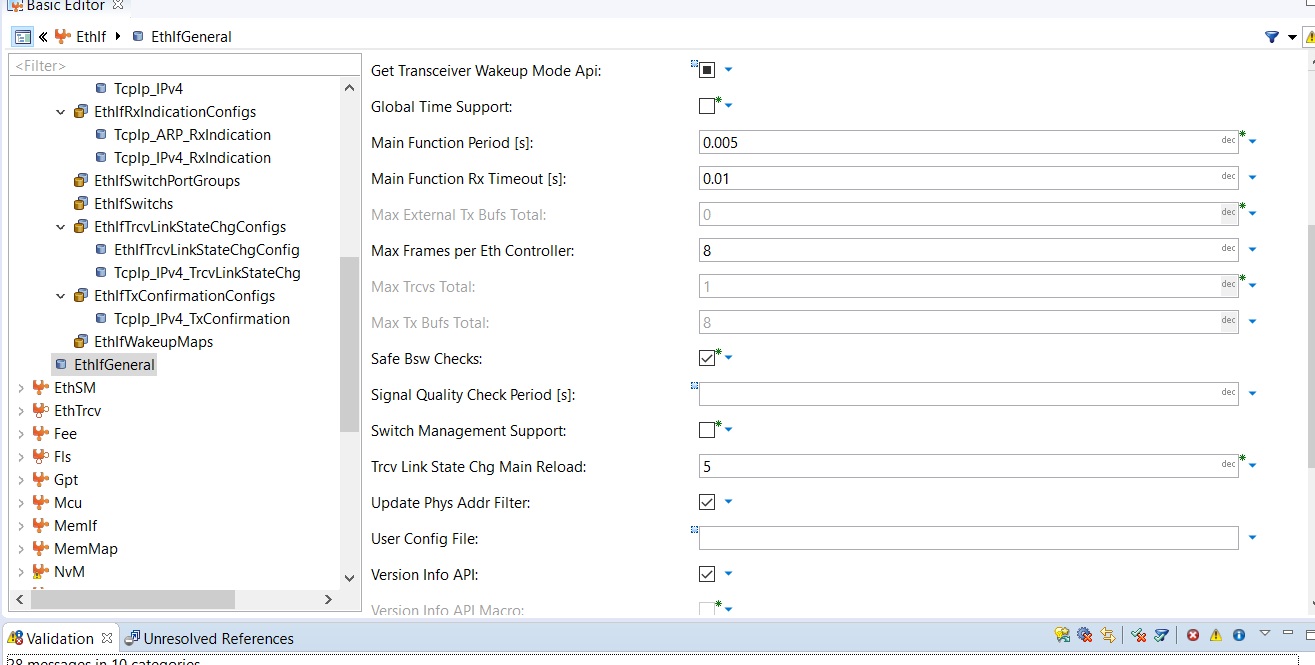 Basic Editor
« EthIf EthIfGeneral
<Filter>
TcpIp_IPv4
EthIfRxIndicationConfigs
TcpIp_ARP_RxIndication
TcpIp_IPv4_RxIndication
EthIfSwitchPortGroups
EthIfSwitchs
EthIfTrcvLinkStateChgConfigs
EthIfTrcvLinkStateChgConfig
TcpIp_IPv4_TrcvLinkStateChg
EthIfTxConfirmationConfigs
TcpIp_IPv4_TxConfirmation
EthIfWakeupMaps
EthIfGeneral
EthSM
EthTrcv
Fee
Fls
Gpt
Mcu
MemIf
MemMap
NvM
Get Transceiver Wakeup Mode Api:
Global Time Support:
Main Function Period [s]: 0.005 dec
Main Function Rx Timeout [s]: 0.01 dec
Max External Tx Bufs Total: 0 dec
Max Frames per Eth Controller: 8 dec
Max Trcvs Total: 1 dec
Max Tx Bufs Total: 8 dec
Safe Bsw Checks:
Signal Quality Check Period [s]: dec
Switch Management Support:
Trcv Link State Chg Main Reload: 5 dec
Update Phys Addr Filter:
User Config File:
Version Info API:
Version Info API Macro:
Validation Unresolved References
28 messages in 10 categories